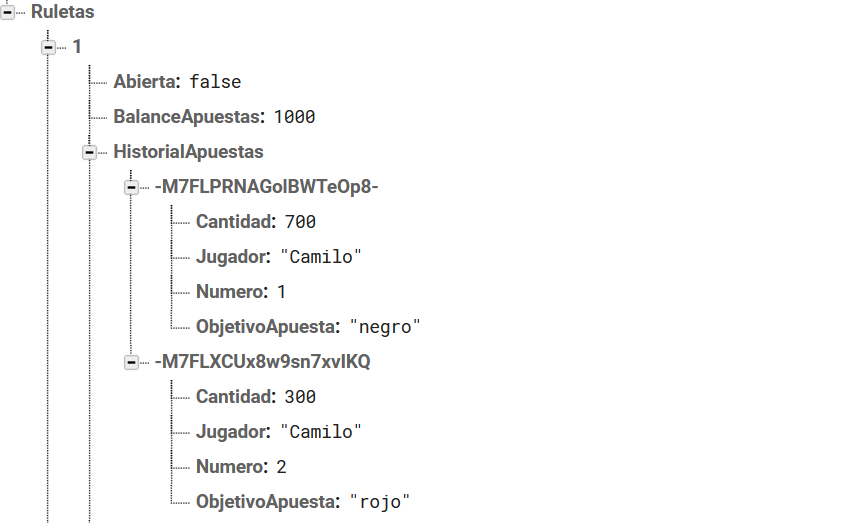 Ruletas
1
Abierta: false
BalanceApuestas: 1000
HistorialApuestas
-M7FLPRNAGolBWTeOp8-
Cantidad: 700
Jugador: "Camilo"
Numero: 1
ObjetivoApuesta: "negro"
-M7FLXCUx8w9sn7xvlKQ
Cantidad: 300
Jugador: "Camilo"
Numero: 2
ObjetivoApuesta: "rojo"